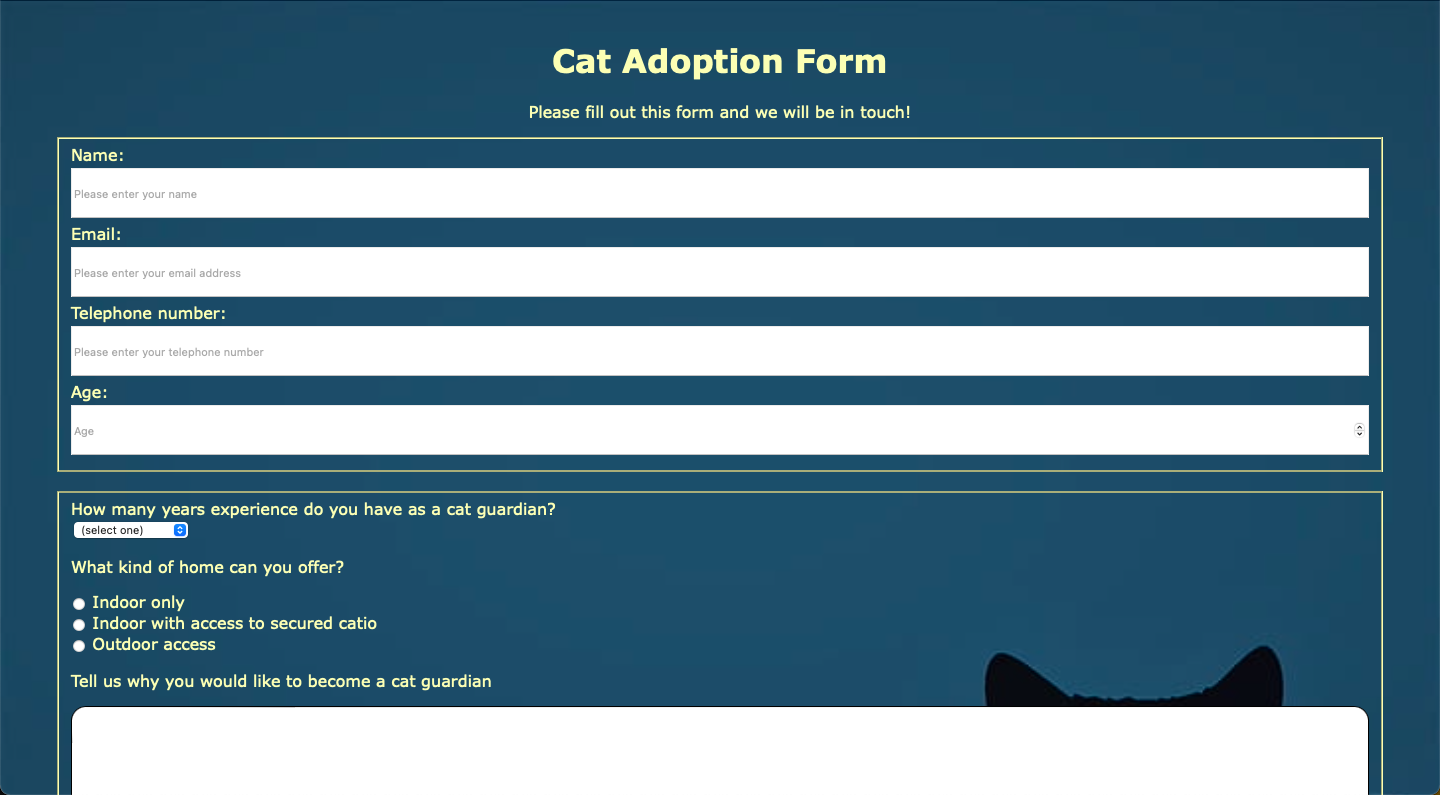 Cat Adoption Form
Please fill out this form and we will be in touch!
Name:
Please enter your name
Email:
Please enter your email address
Telephone number:
Please enter your telephone number
Age:
Age
How many years experience do you have as a cat guardian?
(select one)
What kind of home can you offer?
Indoor only
Indoor with access to secured catio
Outdoor access
Tell us why you would like to become a cat guardian